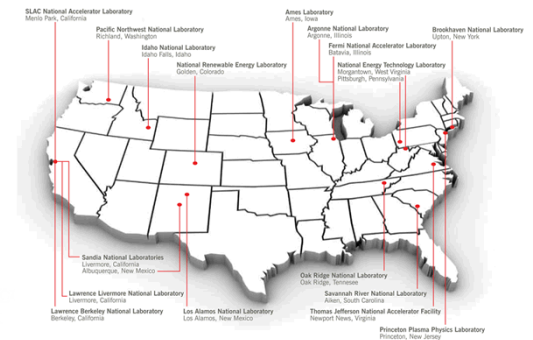 SLAC National Accelerator Laboratory
Menlo Park, California
Pacific Northwest National Laboratory
Richland, Washington
Idaho National Laboratory
Idaho Falls, Idaho
National Renewable Energy Laboratory
Golden, Colorado
Ames Laboratory
Ames, Iowa
Argonne National Laboratory
Argonne, Illinois
Fermi National Accelerator Laboratory
Batavia, Illinois
National Energy Technology Laboratory
Morgantown, West Virginia
Pittsburg, Pennsylvania
Brookhaven National Laboratory
Upton, New York
Sandia National Laboratories
Livermore, California
Albuquerque, New Mexico
Lawrence Livermore National Laboratory
Livermore, California
Lawrence Berkeley National Laboratory
Berkeley, California
Los Alamos National Laboratory
Los Alamos, New Mexico
Oak Ridge National Laboratory
Oak Ridge, Tennessee
Savannah River National Laboratory
Aiken, South Carolina
Thomas Jefferson National Accelerator Facility
Newport News, Virginia
Princeton Plasma Physics Laboratory
Princeton, New Jersey